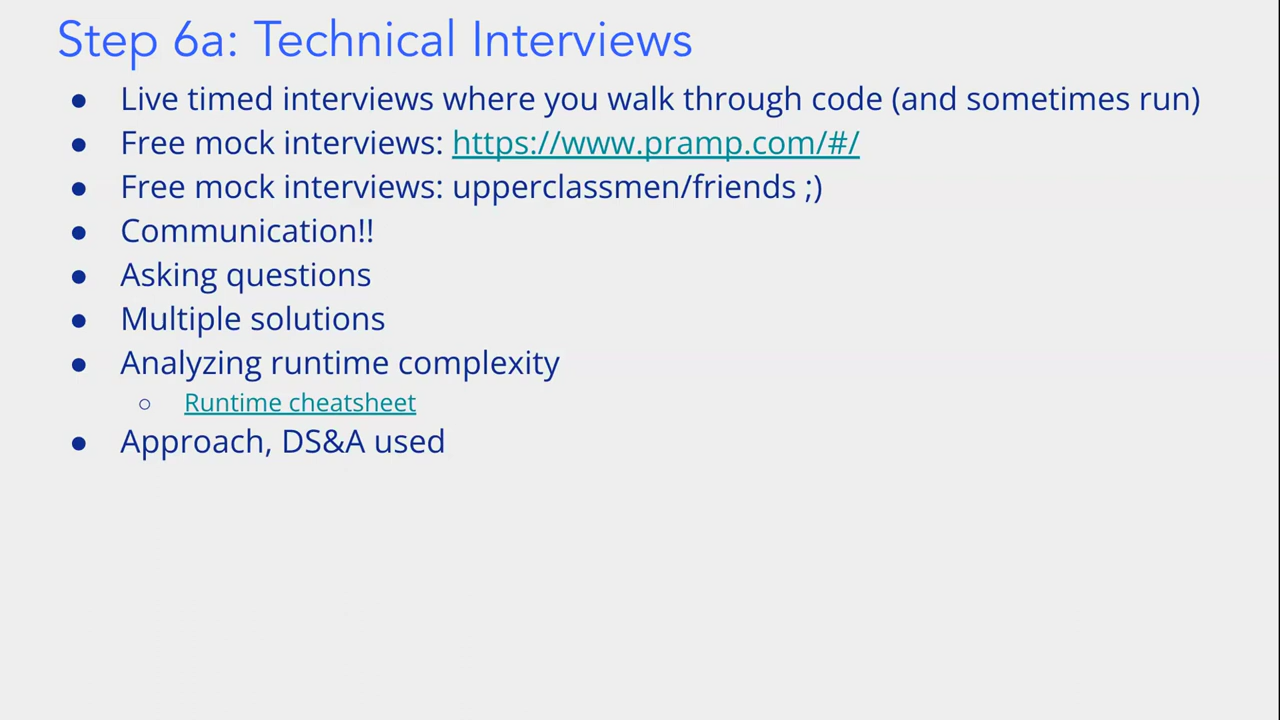 Step 6a: Technical Interviews
● Live timed interviews where you walk through code (and sometimes run)
● Free mock interviews: https://www.pramp.com/#/
● Free mock interviews: upperclassmen/friends ;)
● Communication!!
● Asking questions
● Multiple solutions
● Analyzing runtime complexity
○ Runtime cheatsheet
● Approach, DS&A used